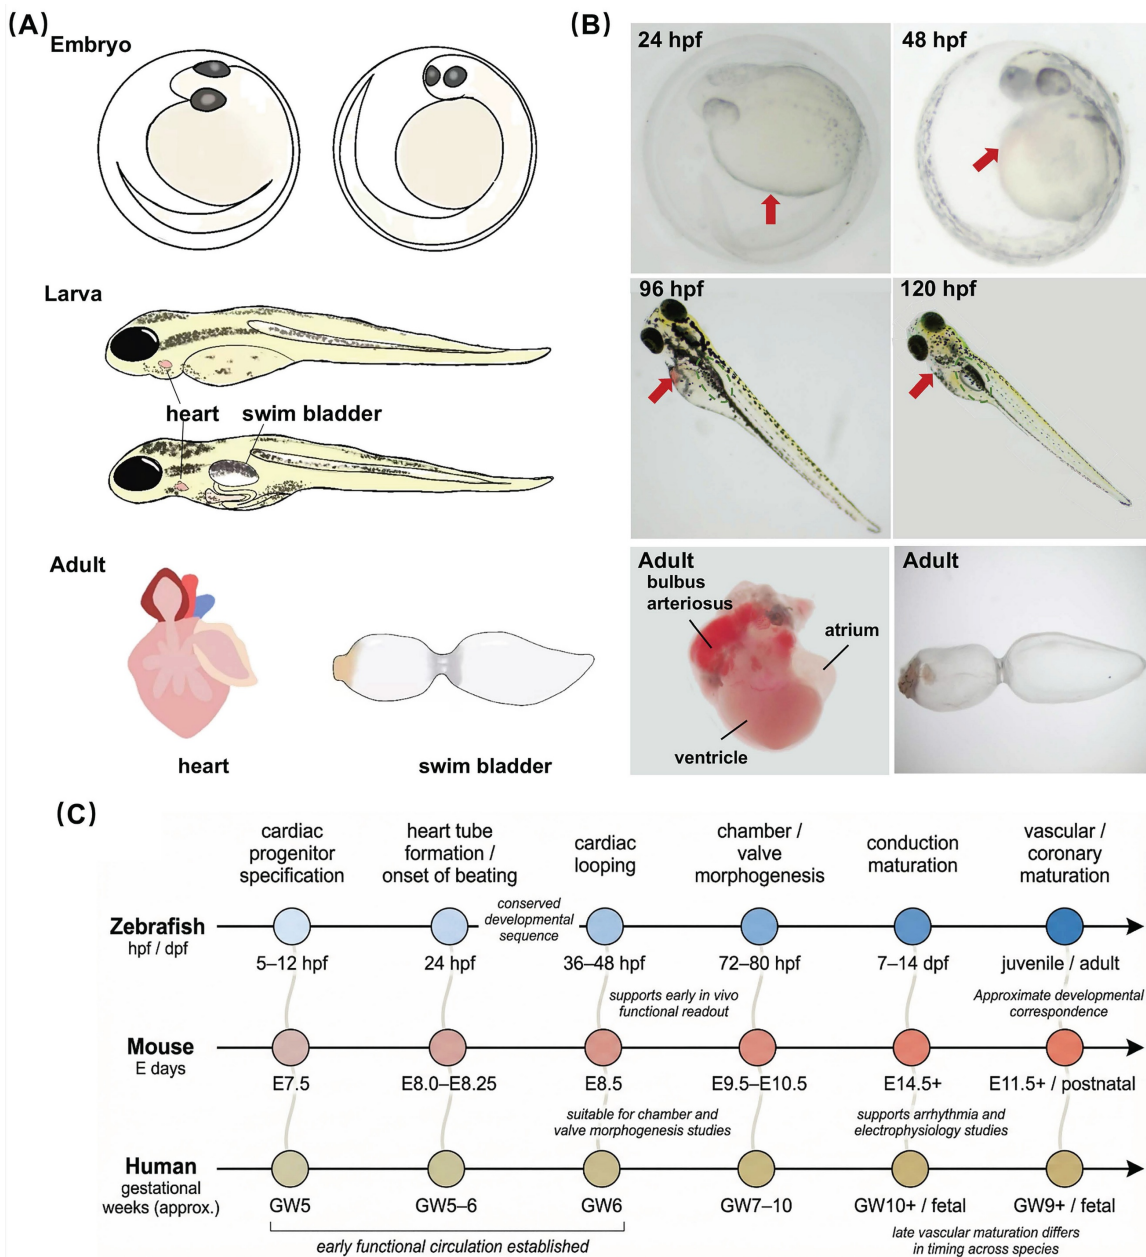 (A)
Embryo
Larva
heart
swim bladder
Adult
heart
swim bladder
(B)
24 hpf
48 hpf
96 hpf
120 hpf
Adult
bulbus
arteriosus
atrium
ventricle
Adult
(C)
cardiac
progenitor
specification
heart tube
formation /
onset of beating
cardiac
looping
chamber /
valve
morphogenesis
conduction
maturation
vascular /
coronary
maturation
Zebrafish
hpf / dpf
conserved
developmental
sequence
5–12 hpf
24 hpf
36–48 hpf
72–80 hpf
7–14 dpf
juvenile / adult
supports early in vivo
functional readout
Approximate developmental
correspondence
Mouse
E days
E7.5
E8.0–E8.25
E8.5
E9.5–E10.5
E14.5+
E11.5+ / postnatal
suitable for chamber and
valve morphogenesis studies
supports arrhythmia and
electrophysiology studies
Human
gestational
weeks (approx.)
GW5
GW5–6
GW6
GW7–10
GW10+ / fetal
GW9+ / fetal
early functional circulation established
late vascular maturation differs
in timing across species